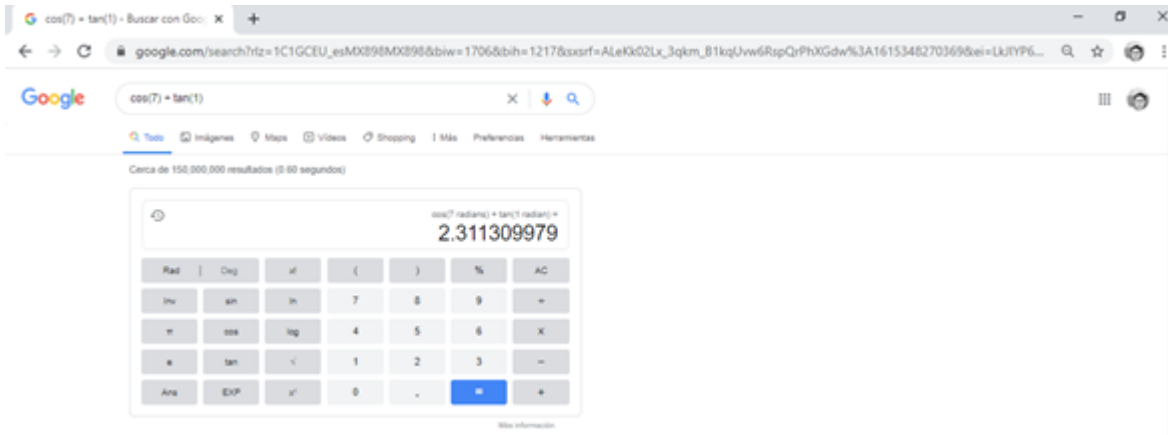 cos(7) + tan(1) - Buscar con Goo
google.com/search?rlz=1C1GCEU_esMX898MX898&biw=1706&bih=1217&sxsrf=ALeKk02Lx_3qkm_B1kqUvw6RspQrPhXGdw%3A1615348270369&ei=LkJIYP6...
Google
cos(7) + tan(1)
Todo Imágenes Maps Vídeos Shopping Más Preferencias Herramientas
Cerca de 150,000,000 resultados (0.60 segundos)
cos(7 radians) + tan(1 radian) =
2.311309979
Rad | Deg x! ( ) % AC
Inv sin ln 7 8 9 ÷
π cos log 4 5 6 ×
e tan √ 1 2 3 −
Ans EXP xʸ 0 . = +
Más información